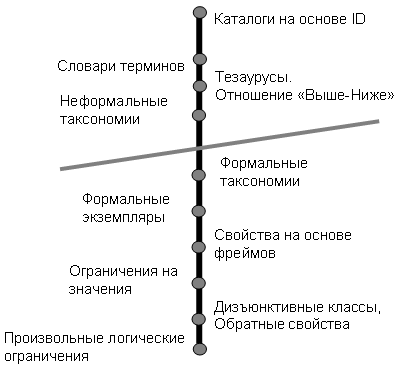 Каталоги на основе ID
Словари терминов
Тезаурусы.
Отношение «Выше-Ниже»
Неформальные
таксономии
Формальные
таксономии
Формальные
экземпляры
Свойства на основе
фреймов
Ограничения на
значения
Дизъюнктивные классы,
Обратные свойства
Произвольные логические
ограничения